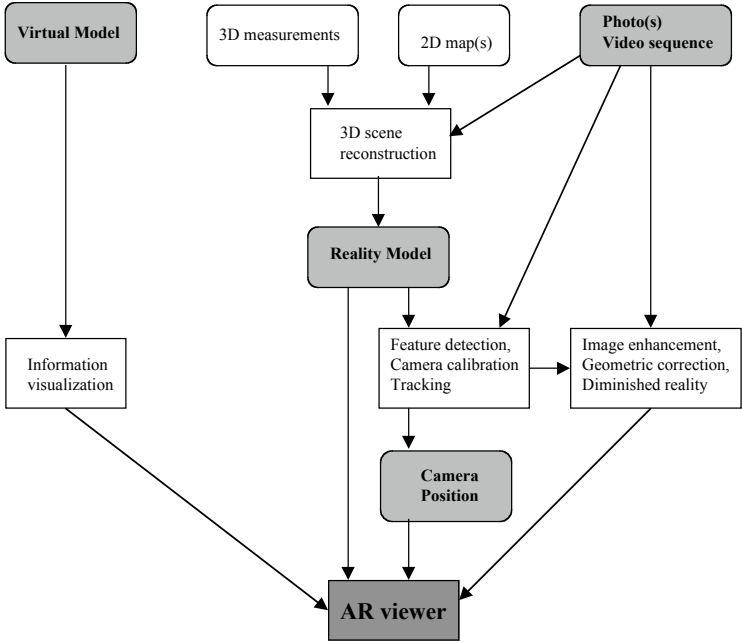 Virtual Model
3D measurements
2D map(s)
Photo(s)
Video sequence
3D scene
reconstruction
Reality Model
Information
visualization
Feature detection,
Camera calibration
Tracking
Image enhancement,
Geometric correction,
Diminished reality
Camera
Position
AR viewer